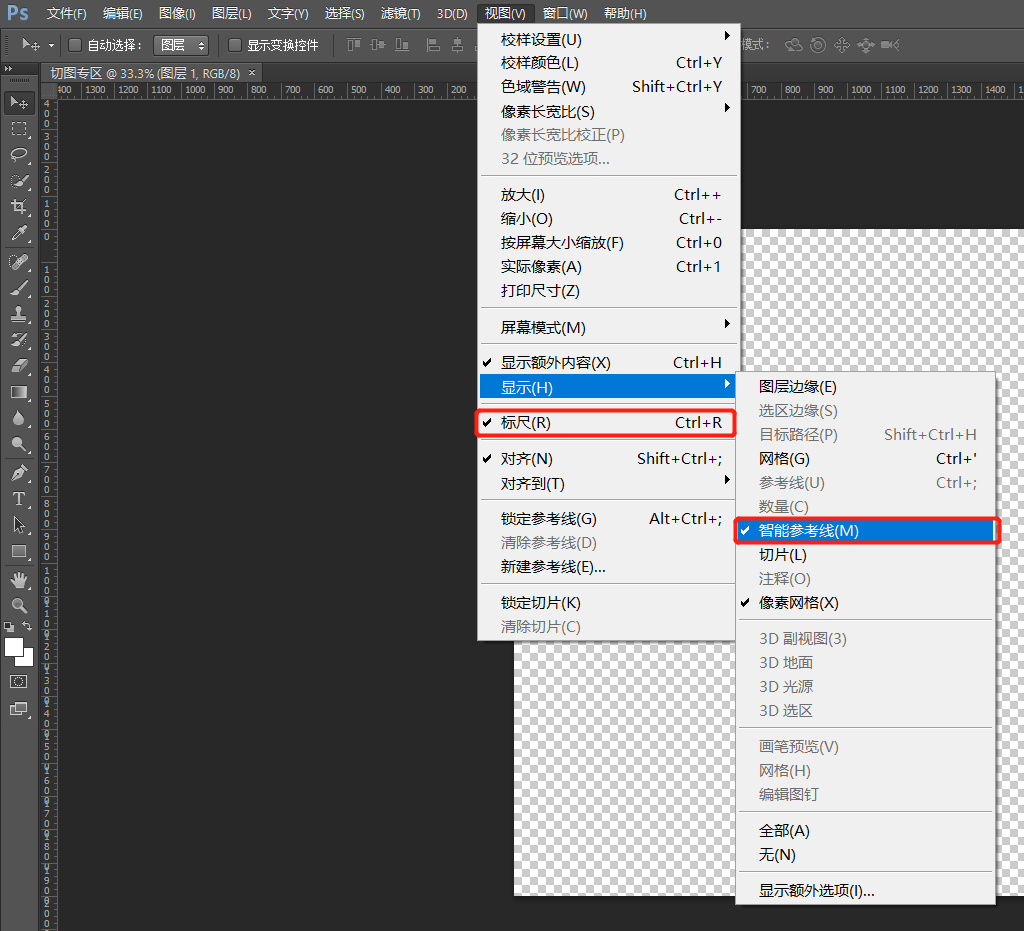 Ps 文件(F) 编辑(E) 图像(I) 图层(L) 文字(Y) 选择(S) 滤镜(T) 3D(D) 视图(V) 窗口(W) 帮助(H)
自动选择： 图层 显示变换控件 模式：
切图专区 @ 33.3% (图层 1, RGB/8) ×
400 1300 1200 1100 1000 900 800 700 600 500 400 300 200 700 800 900 1000 1100 1200 1300 1400
校样设置(U)
校样颜色(L) Ctrl+Y
色域警告(W) Shift+Ctrl+Y
像素长宽比(S)
像素长宽比校正(P)
32 位预览选项...
放大(I) Ctrl++
缩小(O) Ctrl+-
按屏幕大小缩放(F) Ctrl+0
实际像素(A) Ctrl+1
打印尺寸(Z)
屏幕模式(M)
显示额外内容(X) Ctrl+H
显示(H)
标尺(R) Ctrl+R
对齐(N) Shift+Ctrl+;
对齐到(T)
锁定参考线(G) Alt+Ctrl+;
清除参考线(D)
新建参考线(E)...
锁定切片(K)
清除切片(C)
图层边缘(E)
选区边缘(S)
目标路径(P) Shift+Ctrl+H
网格(G) Ctrl+'
参考线(U) Ctrl+;
数量(C)
智能参考线(M)
切片(L)
注释(O)
像素网格(X)
3D 副视图(3)
3D 地面
3D 光源
3D 选区
画笔预览(V)
网格(H)
编辑图钉
全部(A)
无(N)
显示额外选项(I)...